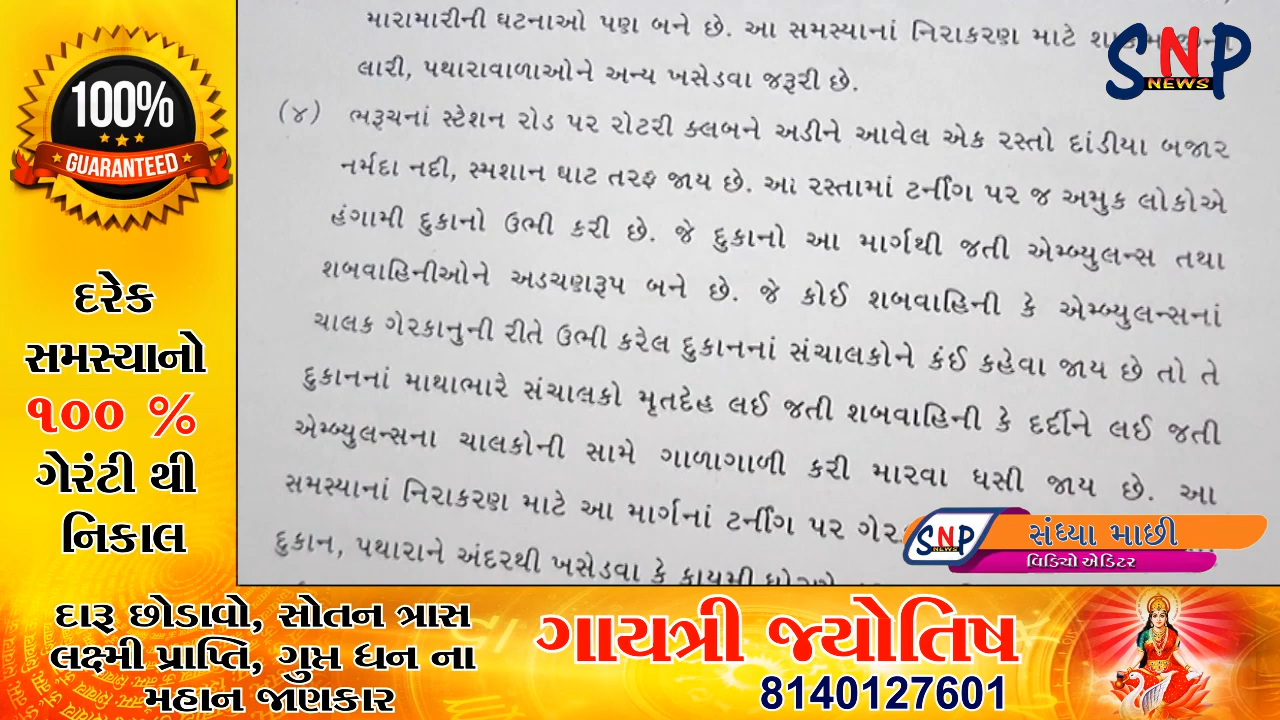 મારામારીની ઘટનાઓ પણ બને છે. આ સમસ્યાનાં નિરાકરણ માટે
લારી, પથારાવાળાઓને અન્ય ખસેડવા જરૂરી છે.
(૪) ભરૂચનાં સ્ટેશન રોડ પર રોટરી ક્લબને અડીને આવેલ એક રસ્તો દાંડીયા બજાર
નર્મદા નદી, સ્મશાન ઘાટ તરફ જાય છે. આ રસ્તામાં ટર્નીંગ પર જ અમુક લોકોએ
હંગામી દુકાનો ઉભી કરી છે. જે દુકાનો આ માર્ગથી જતી એમ્બ્યુલન્સ તથા
શબવાહિનીઓને અડચણરૂપ બને છે. જે કોઈ શબવાહિની કે એમ્બ્યુલન્સનાં
ચાલક ગેરકાનુની રીતે ઉભી કરેલ દુકાનનાં સંચાલકોને કંઈ કહેવા જાય છે તો તે
દુકાનનાં માથાભારે સંચાલકો મૃતદેહ લઈ જતી શબવાહિની કે દર્દીને લઈ જતી
એમ્બ્યુલન્સના ચાલકોની સામે ગાળાગાળી કરી મારવા ધસી જાય છે. આ
સમસ્યાનાં નિરાકરણ માટે આ માર્ગનાં ટર્નીંગ પર
દુકાન, પથારાને અંદરથી ખસેડવા કે કાયમી
SNP
NEWS
100%
GUARANTEED
દરેક
સમસ્યાનો
૧૦૦ %
ગેરંટી થી
નિકાલ
SNP
NEWS
સંધ્યા માછી
વિડિયો એડિટર
દારૂ છોડાવો, સોતન ત્રાસ
લક્ષ્મી પ્રાપ્તિ, ગુપ્ત ધન ના
મહાન જાણકાર
ગાયત્રી જ્યોતિષ
8140127601